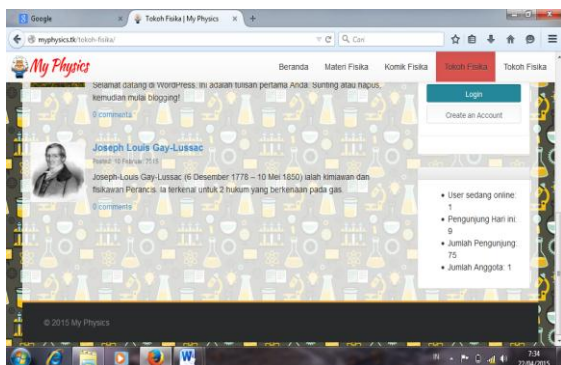 Google
Tokoh Fisika | My Physics
myphysics.tk/tokoh-fisika/
Cari
My Physics
Beranda Materi Fisika Komik Fisika Tokoh Fisika Tokoh Fisika
Selamat datang di WordPress. Ini adalah tulisan pertama Anda. Sunting atau hapus,
kemudian mulai blogging!
0 comments
Joseph Louis Gay-Lussac
Posted: 10 Februari 2015
Joseph-Louis Gay-Lussac (6 Desember 1778 – 10 Mei 1850) ialah kimiawan dan
fisikawan Perancis. Ia terkenal untuk 2 hukum yang berkenaan pada gas.
0 comments
Login
Create an Account
User sedang online:
1
Pengunjung Hari ini:
9
Jumlah Pengunjung:
75
Jumlah Anggota: 1
© 2015 My Physics
IN
7:34
22/04/2015